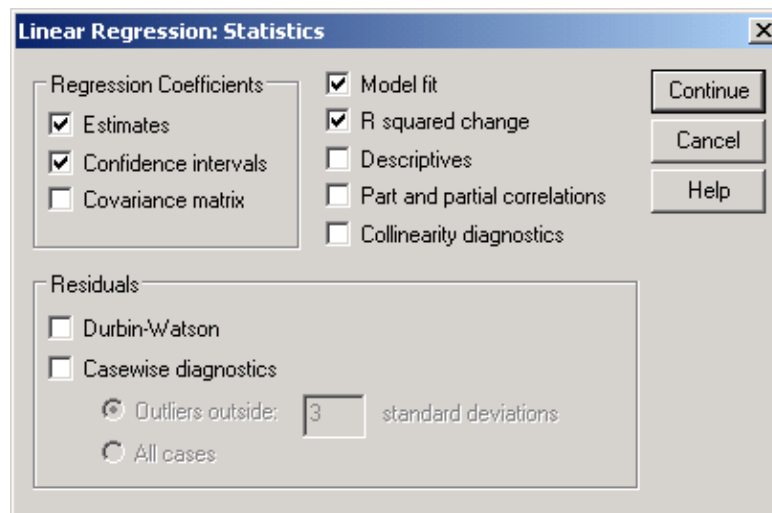 Linear Regression: Statistics
Regression Coefficients
Estimates
Confidence intervals
Covariance matrix
Model fit
R squared change
Descriptives
Part and partial correlations
Collinearity diagnostics
Continue
Cancel
Help
Residuals
Durbin-Watson
Casewise diagnostics
Outliers outside: 3 standard deviations
All cases